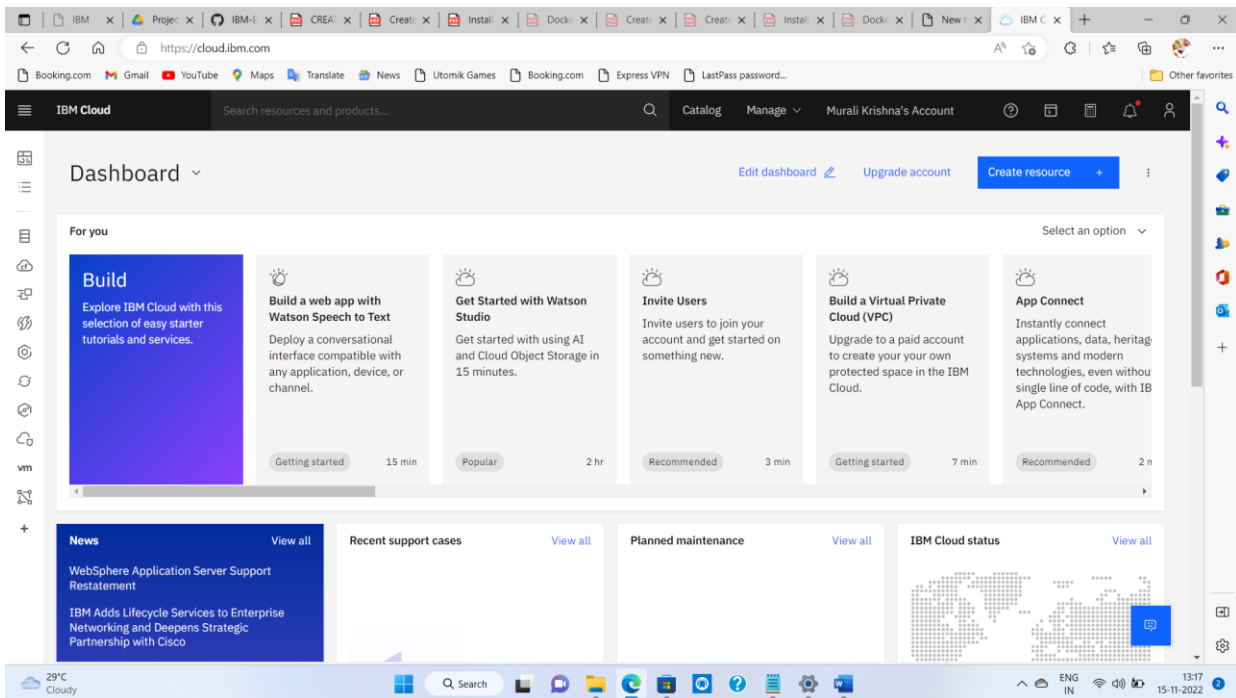 IBM
Projec
IBM-E
CREAT
Create
Install
Docke
Create
Create
Install
Docke
New t
IBM C
https://cloud.ibm.com
Booking.com Gmail YouTube Maps Translate News Utomik Games Booking.com Express VPN LastPass password... Other favorites
IBM Cloud Search resources and products... Catalog Manage Murali Krishna's Account
Dashboard Edit dashboard Upgrade account Create resource +
For you Select an option
Build
Explore IBM Cloud with this
selection of easy starter
tutorials and services.
Build a web app with
Watson Speech to Text
Deploy a conversational
interface compatible with
any application, device, or
channel.
Getting started 15 min
Get Started with Watson
Studio
Get started with using AI
and Cloud Object Storage in
15 minutes.
Popular 2 hr
Invite Users
Invite users to join your
account and get started on
something new.
Recommended 3 min
Build a Virtual Private
Cloud (VPC)
Upgrade to a paid account
to create your your own
protected space in the IBM
Cloud.
Getting started 7 min
App Connect
Instantly connect
applications, data, heritag
systems and modern
technologies, even withou
single line of code, with IB
App Connect.
Recommended 2 m
vm
News View all
WebSphere Application Server Support
Restatement
IBM Adds Lifecycle Services to Enterprise
Networking and Deepens Strategic
Partnership with Cisco
Recent support cases View all
Planned maintenance View all
IBM Cloud status View all
29°C
Cloudy
Search
ENG
IN
13:17
15-11-2022
2